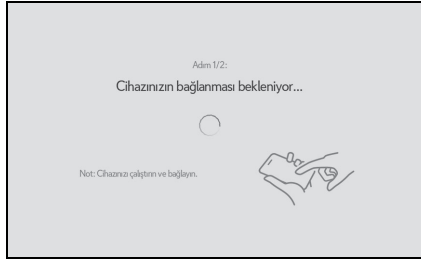 Adım 1/2:
Cihazınızın bağlanması bekleniyor...
Not: Cihazınızı çalıştırın ve bağlayın.